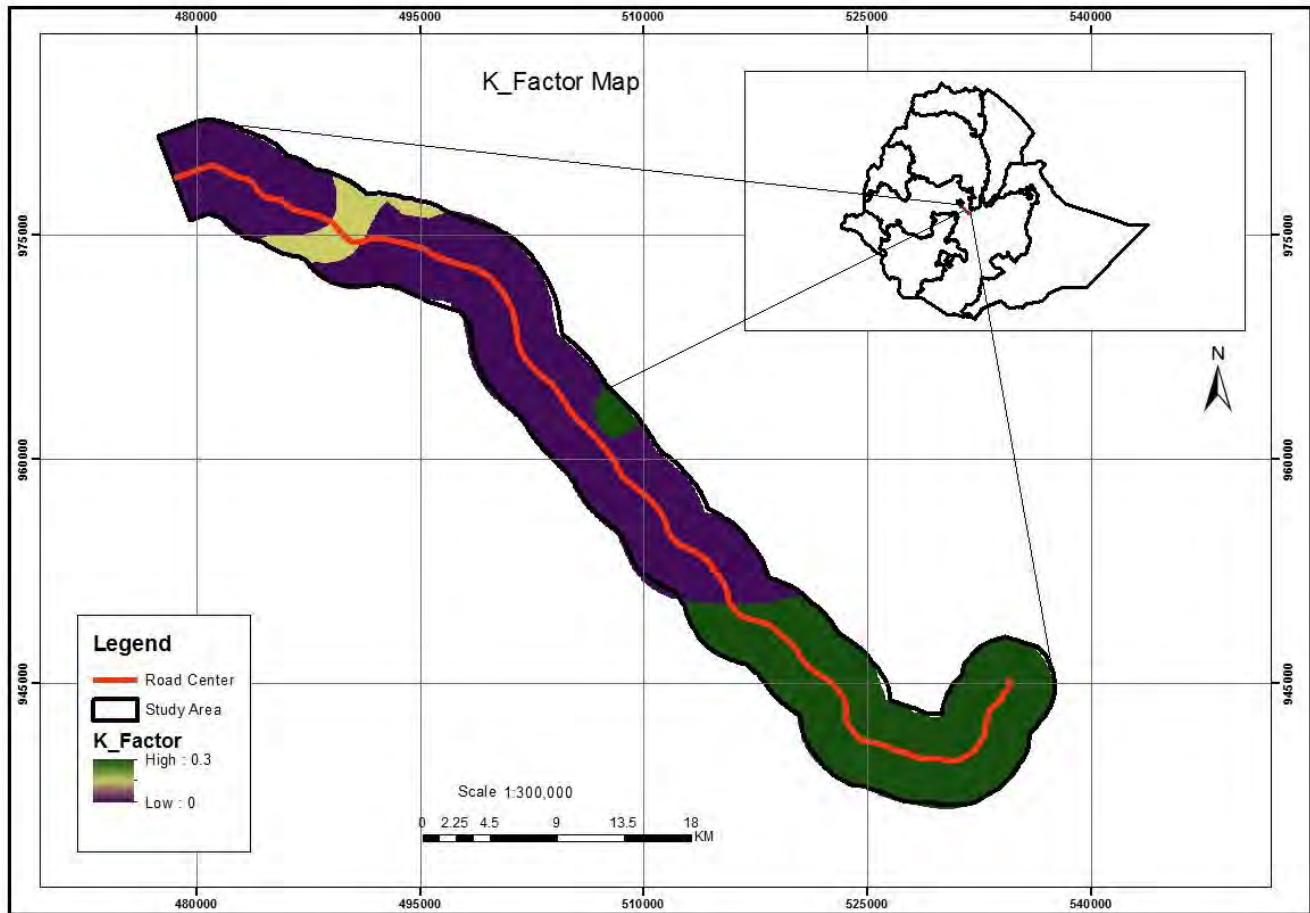 480000 495000 510000 525000 540000
K_Factor Map
975000 975000
N
960000 960000
945000 945000
Legend
Road Center
Study Area
K_Factor
High : 0.3
Low : 0
Scale 1:300,000
0 2.25 4.5 9 13.5 18
KM
480000 495000 510000 525000 540000